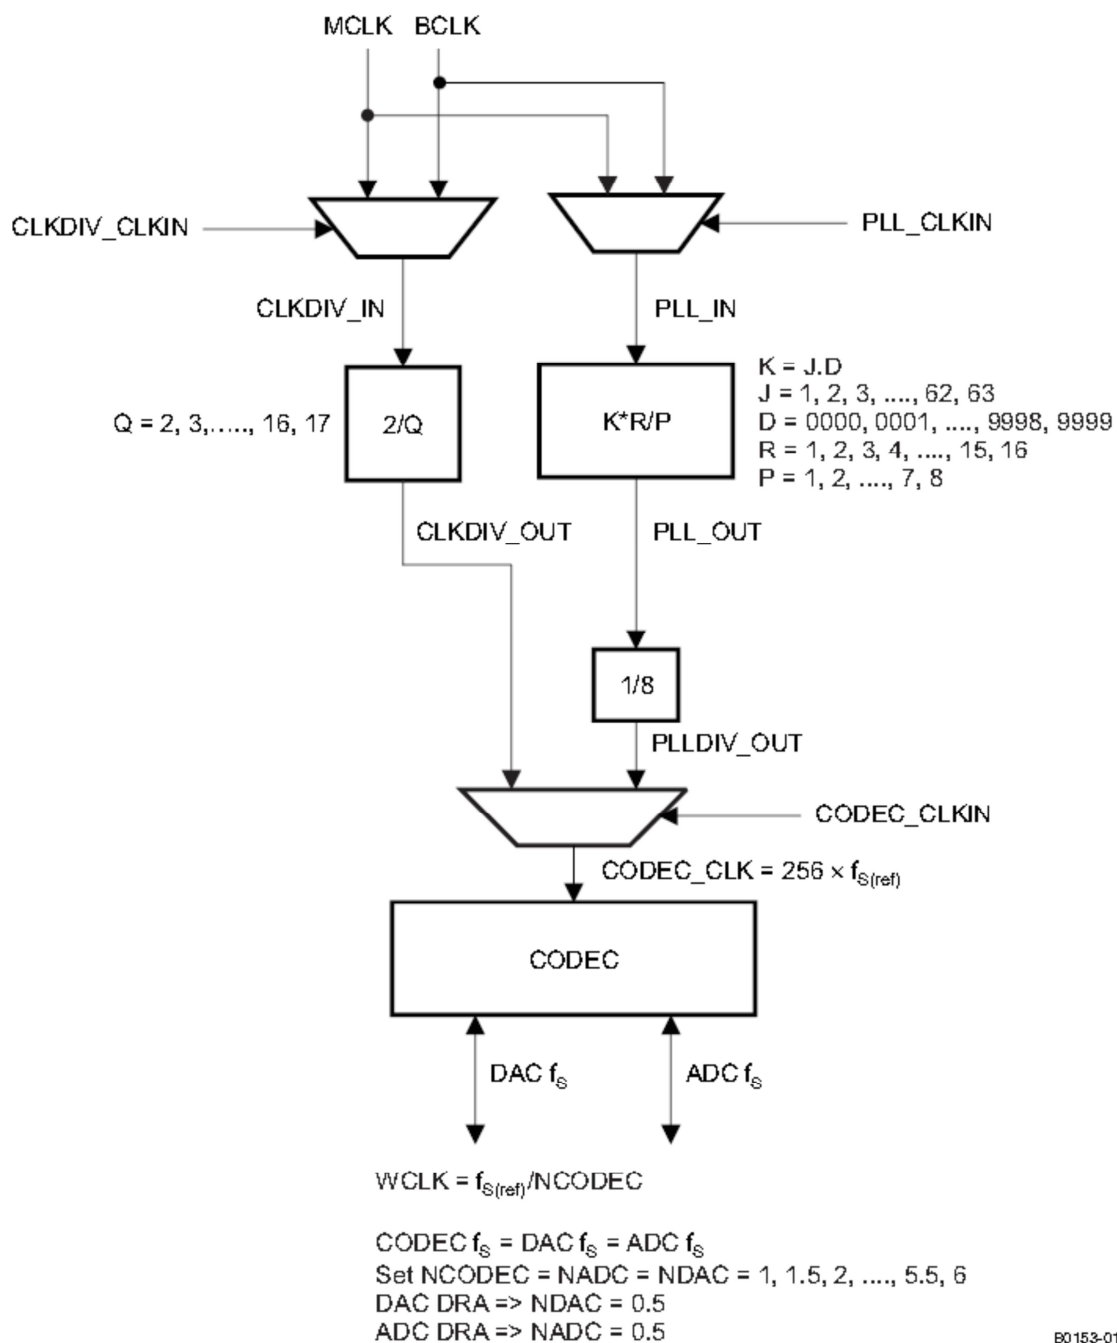 MCLK BCLK
CLKDIV_CLKIN
PLL_CLKIN
CLKDIV_IN
PLL_IN
Q = 2, 3,....., 16, 17
2/Q
K*R/P
K = J.D
J = 1, 2, 3, ...., 62, 63
D = 0000, 0001, ...., 9998, 9999
R = 1, 2, 3, 4, ...., 15, 16
P = 1, 2, ...., 7, 8
CLKDIV_OUT
PLL_OUT
1/8
PLLDIV_OUT
CODEC_CLKIN
CODEC_CLK = 256 × fS(ref)
CODEC
DAC fS
ADC fS
WCLK = fS(ref)/NCODEC
CODEC fS = DAC fS = ADC fS
Set NCODEC = NADC = NDAC = 1, 1.5, 2, ...., 5.5, 6
DAC DRA => NDAC = 0.5
ADC DRA => NADC = 0.5
B0153-01